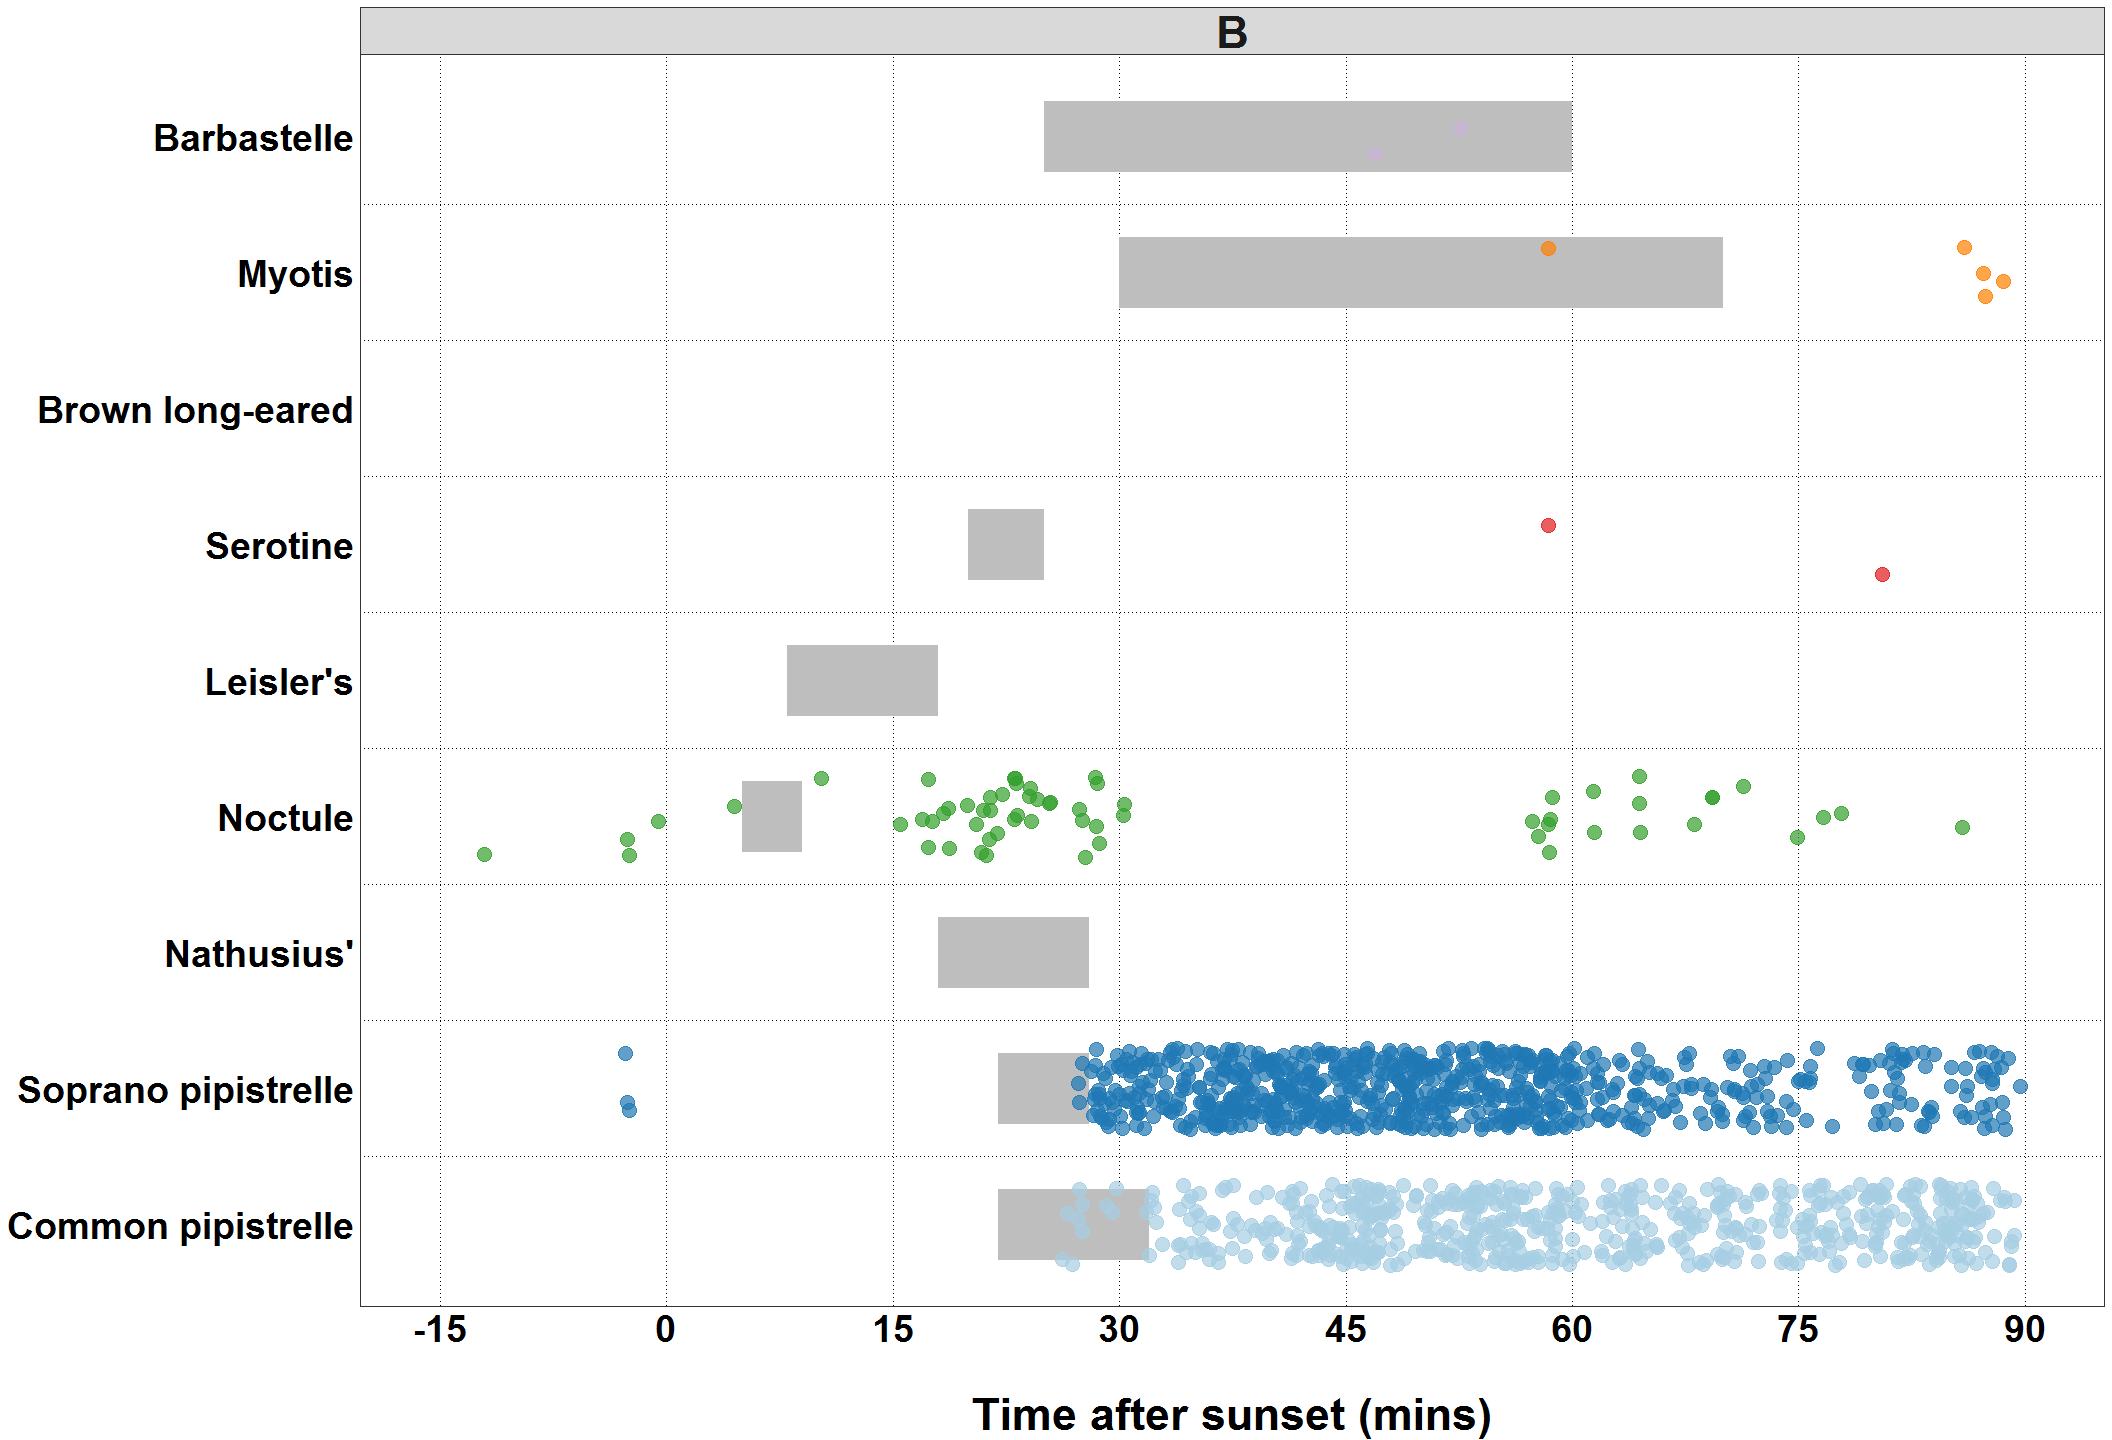 B
Barbastelle
Myotis
Brown long-eared
Serotine
Leisler's
Noctule
Nathusius'
Soprano pipistrelle
Common pipistrelle
-15 0 15 30 45 60 75 90
Time after sunset (mins)